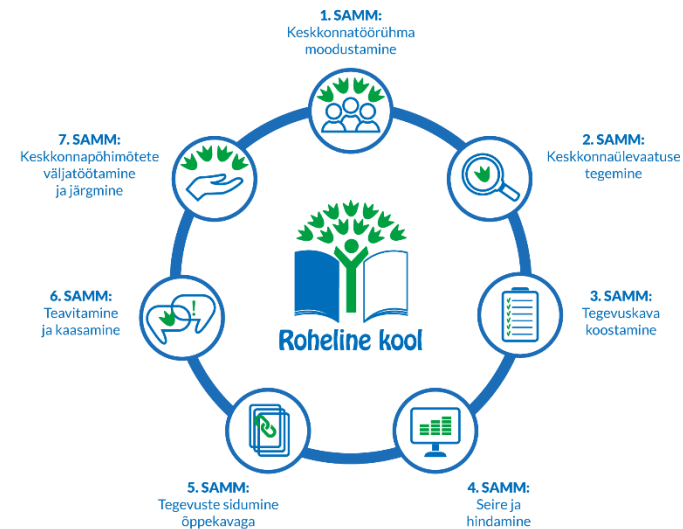 1. SAMM:
Keskkonnatöörühma
moodustamine
2. SAMM:
Keskkonnaülevaatuse
tegemine
3. SAMM:
Tegevuskava
koostamine
4. SAMM:
Seire ja
hindamine
5. SAMM:
Tegevuste sidumine
õppekavaga
6. SAMM:
Teavitamine
ja kaasamine
7. SAMM:
Keskkonnapõhimõtete
väljatöötamine
ja järgmine
Roheline kool